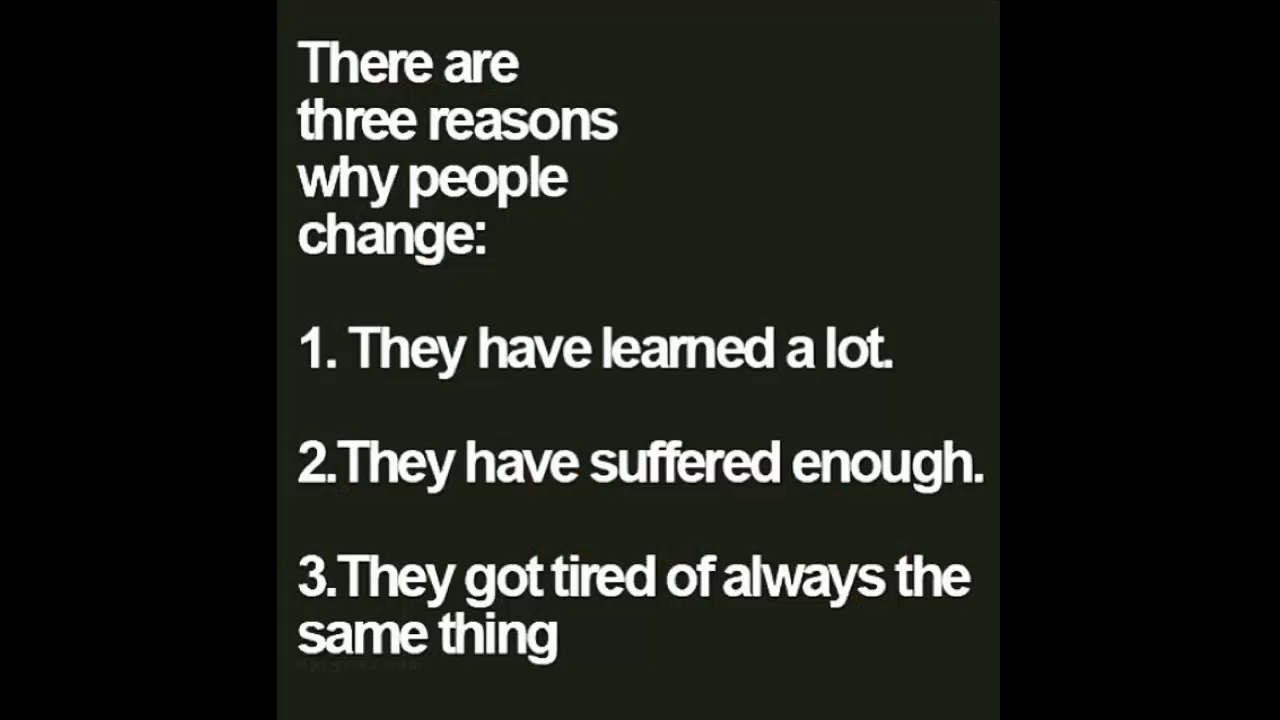 There are
three reasons
why people
change:
1. They have learned a lot.
2.They have suffered enough.
3.They got tired of always the
same thing